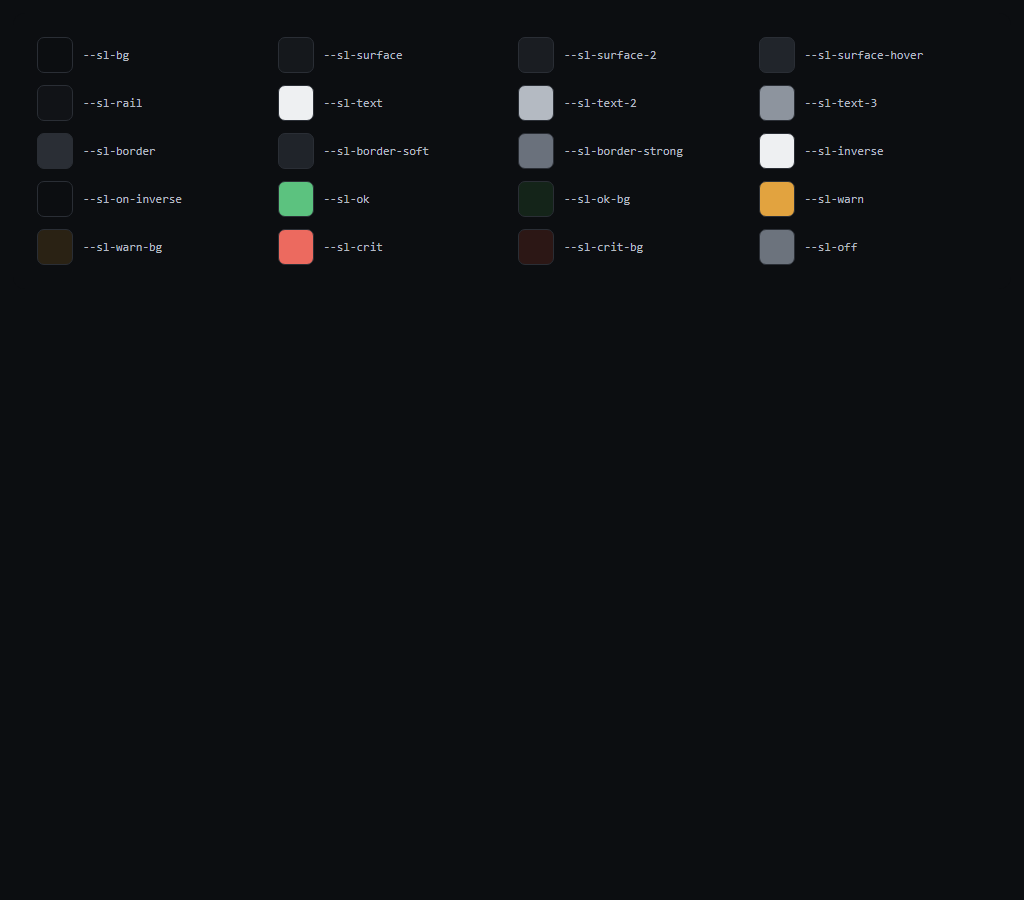 --sl-bg --sl-surface --sl-surface-2 --sl-surface-hover
--sl-rail --sl-text --sl-text-2 --sl-text-3
--sl-border --sl-border-soft --sl-border-strong --sl-inverse
--sl-on-inverse --sl-ok --sl-ok-bg --sl-warn
--sl-warn-bg --sl-crit --sl-crit-bg --sl-off